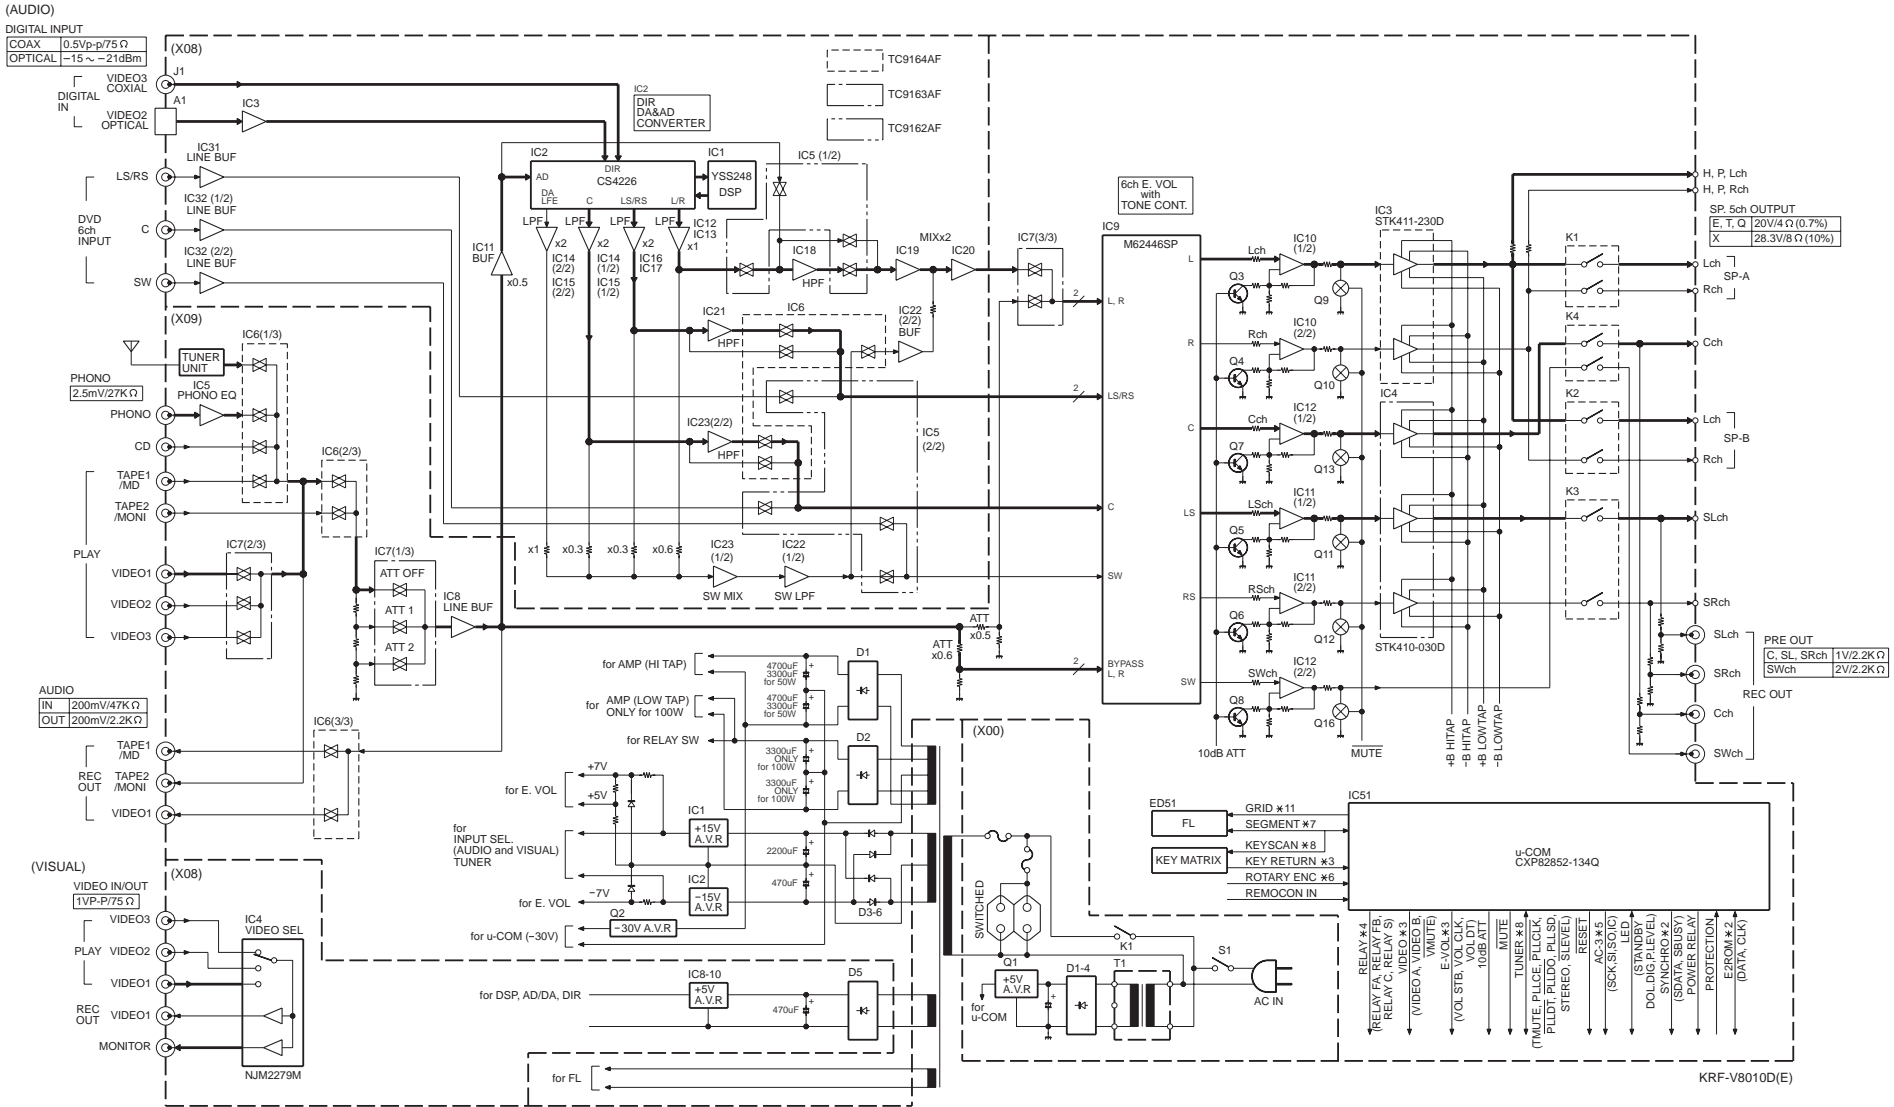 (AUDIO)
DIGITAL INPUT
COAX 0.5Vp-p/75Ω
OPTICAL −15 ~ −21dBm
(X08)
J1
VIDEO3
COXIAL
DIGITAL
IN
A1
VIDEO2
OPTICAL
IC3
IC2
DIR
DA&AD
CONVERTER
TC9164AF
TC9163AF
TC9162AF
IC31
LINE BUF
LS/RS
IC32 (1/2)
LINE BUF
DVD
6ch
INPUT
C
IC32 (2/2)
LINE BUF
SW
IC2
AD
DIR
CS4226
DA
LFE
C
LS/RS
L/R
IC1
YSS248
DSP
IC5 (1/2)
LPF
LPF
LPF
LPF
IC12
IC13
x2
x2
x2
x1
IC14
(2/2)
IC15
(2/2)
IC14
(1/2)
IC15
(1/2)
IC16
IC17
IC11
BUF
x0.5
IC18
HPF
IC19
MIXx2
IC20
IC7(3/3)
IC21
HPF
IC6
IC22
(2/2)
BUF
IC23(2/2)
HPF
IC5
(2/2)
x1
x0.3
x0.3
x0.6
IC23
(1/2)
SW MIX
IC22
(1/2)
SW LPF
(X09)
IC6(1/3)
TUNER
UNIT
PHONO
2.5mV/27KΩ
IC5
PHONO EQ
PHONO
CD
TAPE1
/MD
TAPE2
/MONI
PLAY
VIDEO1
VIDEO2
VIDEO3
IC6(2/3)
IC7(2/3)
IC7(1/3)
ATT OFF
ATT 1
ATT 2
IC8
LINE BUF
ATT
x0.5
ATT
x0.6
AUDIO
IN 200mV/47KΩ
OUT 200mV/2.2KΩ
IC6(3/3)
TAPE1
/MD
REC
OUT
TAPE2
/MONI
VIDEO1
6ch E. VOL
with
TONE CONT.
IC9
M62446SP
2
L, R
2
LS/RS
C
SW
2
BYPASS
L, R
L
R
C
LS
RS
SW
Lch
IC10
(1/2)
Q3
Q9
Rch
IC10
(2/2)
Q4
Q10
Cch
IC12
(1/2)
Q7
Q13
LSch
IC11
(1/2)
Q5
Q11
RSch
IC11
(2/2)
Q6
Q12
SWch
IC12
(2/2)
Q8
Q16
10dB ATT
MUTE
IC3
STK411-230D
IC4
STK410-030D
+B HITAP
−B HITAP
+B LOWTAP
−B LOWTAP
K1
K4
K2
K3
H, P, Lch
H, P, Rch
SP. 5ch OUTPUT
E, T, Q 20V/4Ω(0.7%)
X 28.3V/8Ω(10%)
Lch
SP-A
Rch
Cch
Lch
SP-B
Rch
SLch
SRch
SLch
SRch
Cch
SWch
PRE OUT
C, SL, SRch 1V/2.2KΩ
SWch 2V/2.2KΩ
REC OUT
for AMP (HI TAP)
for AMP (LOW TAP)
ONLY for 100W
for RELAY SW
4700uF
3300uF
for 50W
4700uF
3300uF
for 50W
3300uF
ONLY
for 100W
3300uF
ONLY
for 100W
D1
D2
+7V
for E. VOL
+5V
IC1
+15V
A.V.R
for
INPUT SEL.
(AUDIO and VISUAL)
TUNER
IC2
−15V
A.V.R
−7V
for E. VOL
2200uF
470uF
D3-6
Q2
−30V A.V.R
for u-COM (−30V)
IC8-10
+5V
A.V.R
for DSP, AD/DA, DIR
470uF
D5
for FL
(X00)
SWITCHED
K1
S1
AC IN
Q1
+5V
A.V.R
D1-4
T1
for
u-COM
(VISUAL)
(X08)
VIDEO IN/OUT
1VP-P/75Ω
VIDEO3
PLAY
VIDEO2
VIDEO1
REC
OUT
VIDEO1
MONITOR
IC4
VIDEO SEL
NJM2279M
ED51
FL
KEY MATRIX
GRID ✶11
SEGMENT ✶7
KEYSCAN ✶8
KEY RETURN ✶3
ROTARY ENC ✶6
REMOCON IN
IC51
u-COM
CXP82852-134Q
RELAY ✶4
(RELAY FA, RELAY FB,
RELAY C, RELAY S)
VIDEO ✶3
(VIDEO A, VIDEO B,
VMUTE)
E-VOL ✶3
(VOL STB, VOL CLK,
VOL DT)
10dB ATT
MUTE
TUNER ✶8
(TMUTE, PLLCE, PLLCLK,
PLLDT, PLLDO, PLLSD,
STEREO, SLEVEL)
RESET
AC-3 ✶5
(SCK,SI,SO,IC)
LED
(STANDBY
DOL,DIG,P.LEVEL)
SYNCHRO ✶2
(SDATA, SBUSY)
POWER RELAY
PROTECTION
E2ROM ✶2
(DATA, CLK)
KRF-V8010D(E)